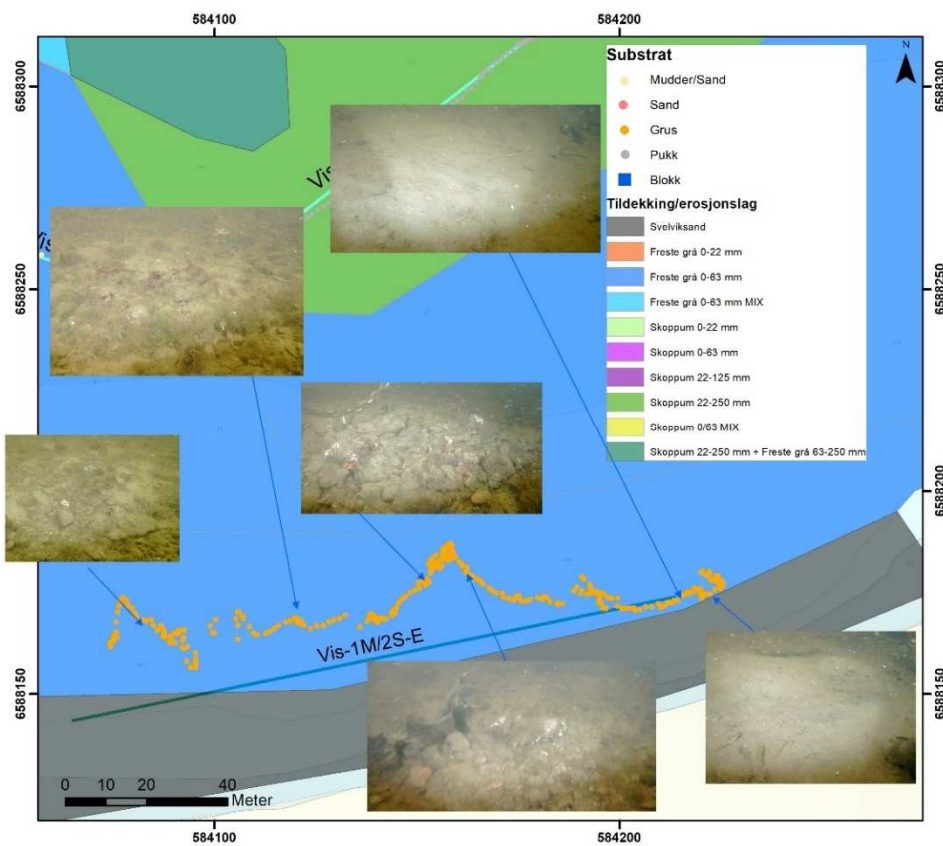 584100
584200
6588300
6588300
6588250
6588250
6588200
6588200
6588150
6588150
584100
584200
N
Substrat
Mudder/Sand
Sand
Grus
Pukk
Blokk
Tildekking/erosjonslag
Svelviksand
Freste grå 0-22 mm
Freste grå 0-63 mm
Freste grå 0-63 mm MIX
Skoppum 0-22 mm
Skoppum 0-63 mm
Skoppum 22-125 mm
Skoppum 22-250 mm
Skoppum 0/63 MIX
Skoppum 22-250 mm + Freste grå 63-250 mm
Vis-
Vis-1M/2S-E
0 10 20 40
Meter